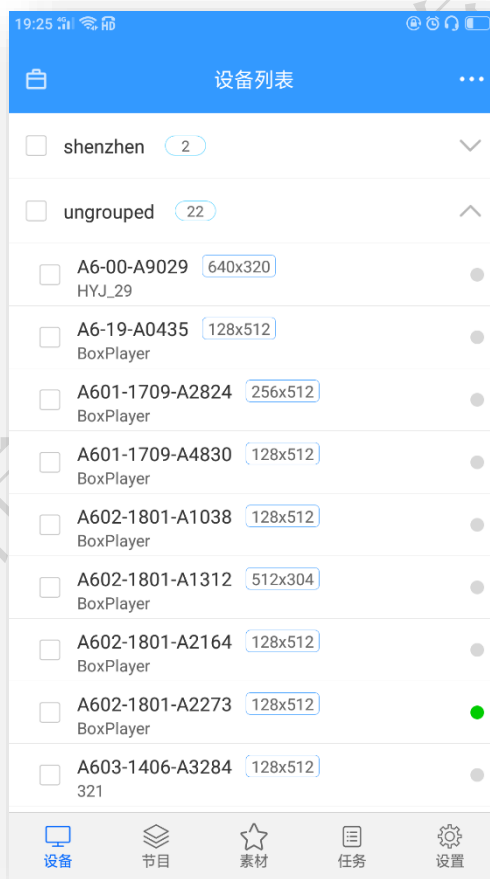 19:25 4G HD
设备列表
shenzhen 2
ungrouped 22
A6-00-A9029 640x320
HYJ_29
A6-19-A0435 128x512
BoxPlayer
A601-1709-A2824 256x512
BoxPlayer
A601-1709-A4830 128x512
BoxPlayer
A602-1801-A1038 128x512
BoxPlayer
A602-1801-A1312 512x304
BoxPlayer
A602-1801-A2164 128x512
BoxPlayer
A602-1801-A2273 128x512
BoxPlayer
A603-1406-A3284 128x512
321
设备 节目 素材 任务 设置